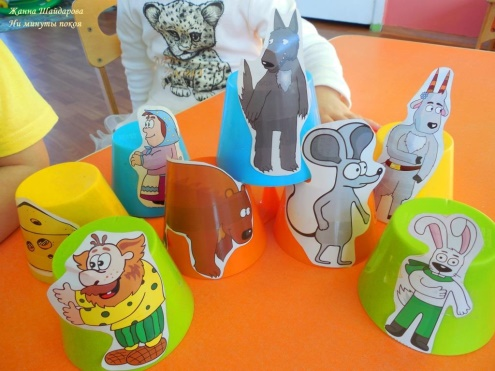 Жанна Шайдарова
Ни минуты покоя